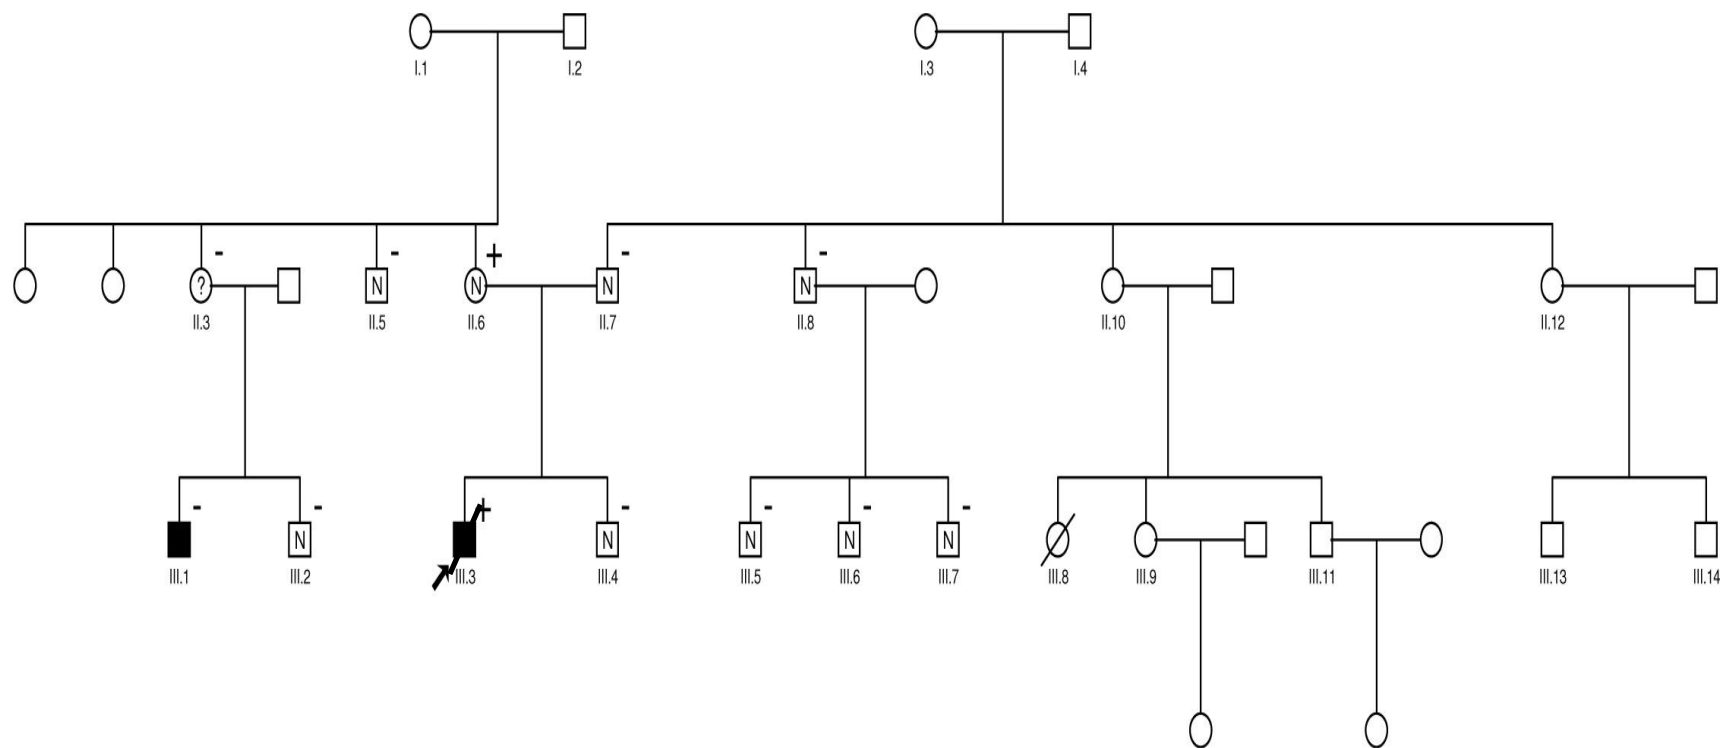 I.1 I.2 I.3 I.4
- - + - -
? N N N N
II.3 II.5 II.6 II.7 II.8 II.10 II.12
- - + - - - -
N N N N N
III.1 III.2 III.3 III.4 III.5 III.6 III.7 III.8 III.9 III.11 III.13 III.14